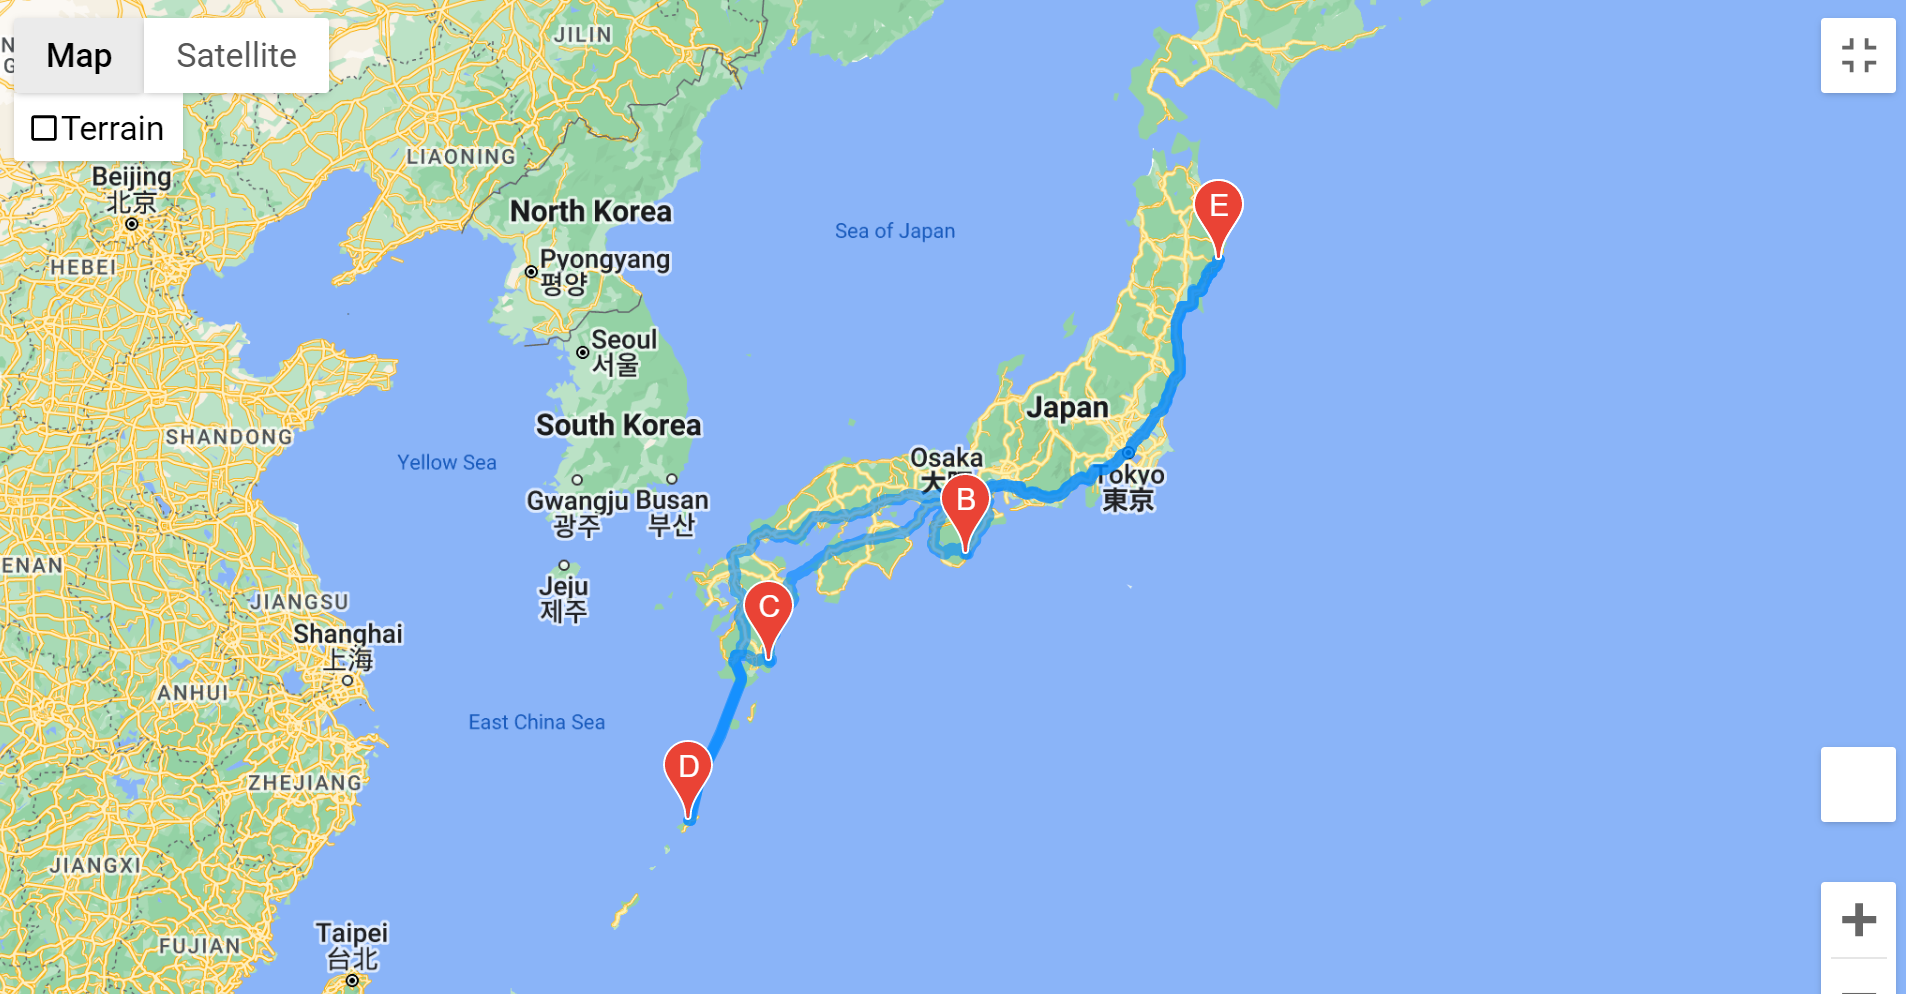 Map
Satellite
Terrain
JILIN
LIAONING
Beijing
北京
HEBEI
North Korea
Pyongyang
평양
Sea of Japan
E
Seoul
서울
South Korea
SHANDONG
Yellow Sea
Japan
Osaka
B
Tokyo
東京
Gwangju
광주
Busan
부산
ENAN
Jeju
제주
JIANGSU
C
Shanghai
上海
ANHUI
East China Sea
D
ZHEJIANG
JIANGXI
FUJIAN
Taipei
台北